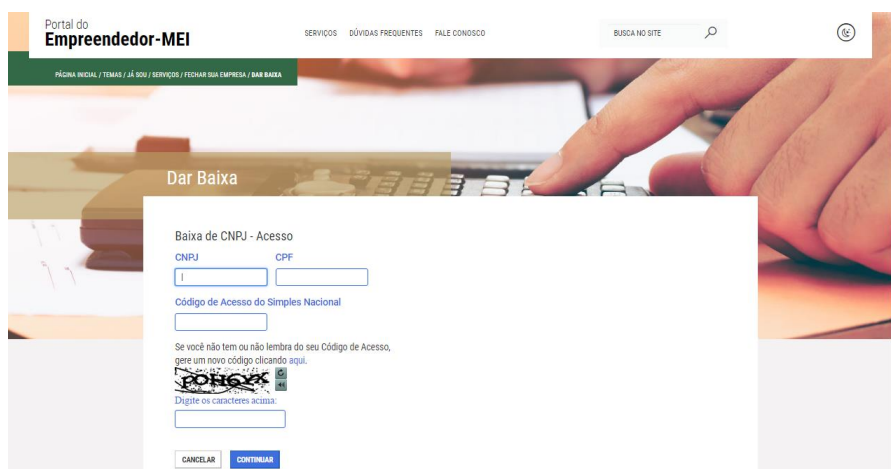 Portal do
Empreendedor-MEI
SERVIÇOS DÚVIDAS FREQUENTES FALE CONOSCO
BUSCA NO SITE
PÁGINA INICIAL / TEMAS / JÁ SOU / SERVIÇOS / FECHAR SUA EMPRESA / DAR BAIXA
Dar Baixa
Baixa de CNPJ - Acesso
CNPJ CPF
Código de Acesso do Simples Nacional
Se você não tem ou não lembra do seu Código de Acesso,
gere um novo código clicando aqui.
Digite os caracteres acima:
CANCELAR CONTINUAR